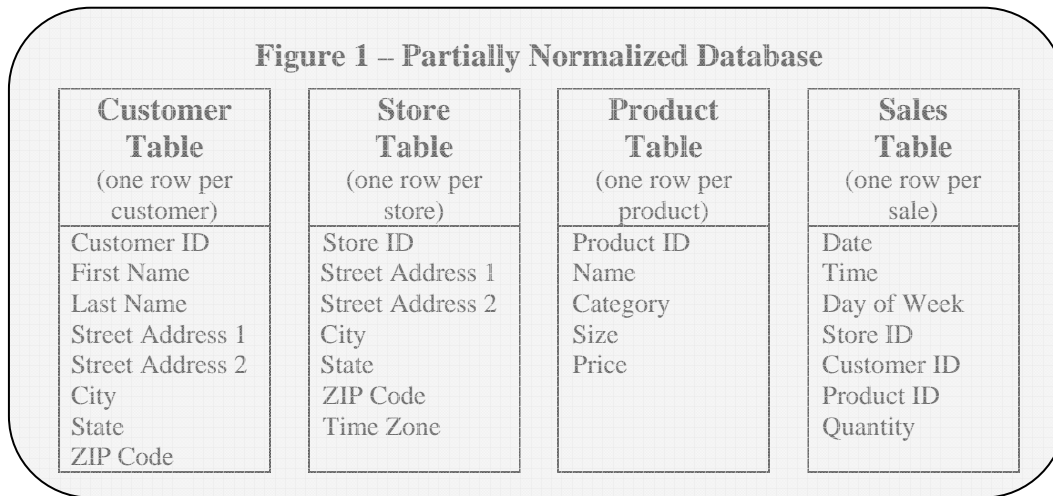 Figure 1 – Partially Normalized Database
Customer
Table
(one row per
customer)
Customer ID
First Name
Last Name
Street Address 1
Street Address 2
City
State
ZIP Code
Store
Table
(one row per
store)
Store ID
Street Address 1
Street Address 2
City
State
ZIP Code
Time Zone
Product
Table
(one row per
product)
Product ID
Name
Category
Size
Price
Sales
Table
(one row per
sale)
Date
Time
Day of Week
Store ID
Customer ID
Product ID
Quantity